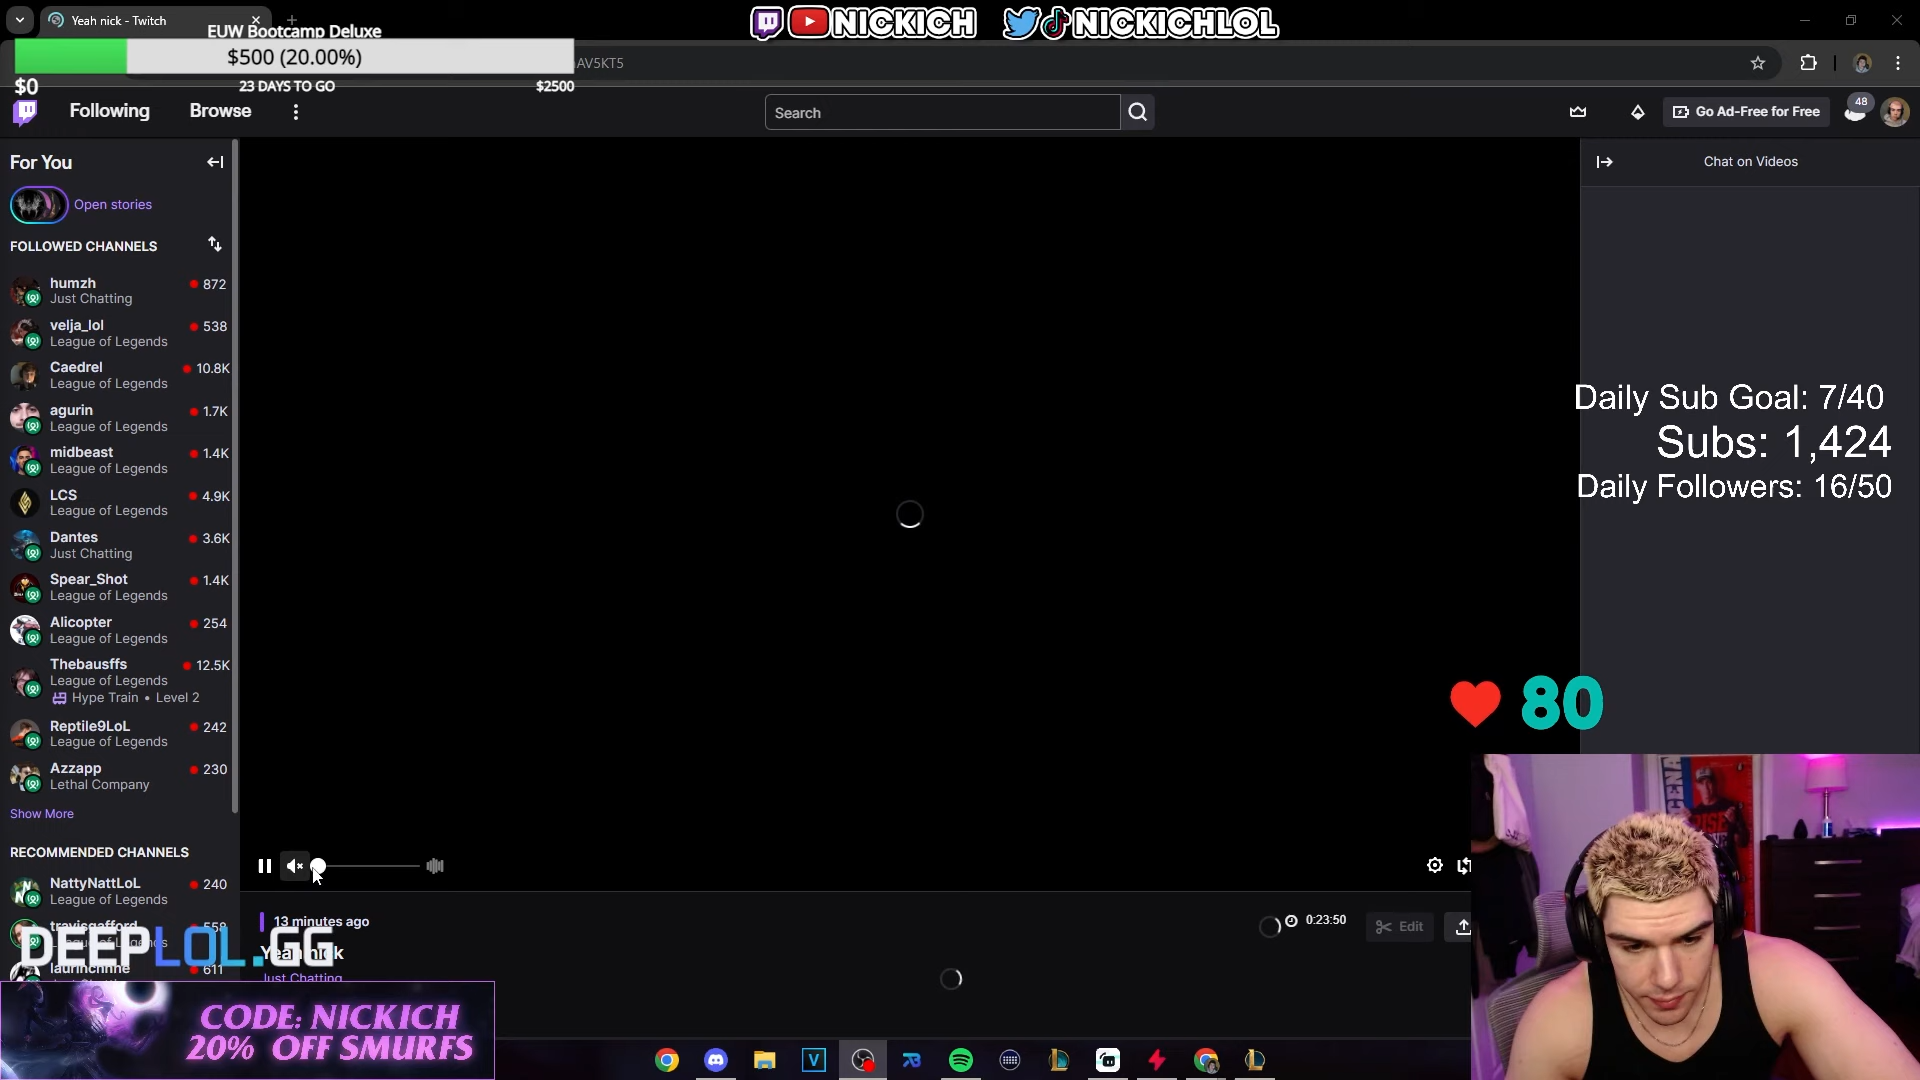 Yeah nick - Twitch
EUW Bootcamp Deluxe
$500 (20.00%)
$0
23 DAYS TO GO
$2500
NICKICH
NICKICHLOL
AV5KT5
Following
Browse
Search
Go Ad-Free for Free
48
For You
Open stories
FOLLOWED CHANNELS
humzh
872
Just Chatting
velja_lol
538
League of Legends
Caedrel
10.8K
League of Legends
agurin
1.7K
League of Legends
midbeast
1.4K
League of Legends
LCS
4.9K
League of Legends
Dantes
3.6K
Just Chatting
Spear_Shot
1.4K
League of Legends
Alicopter
254
League of Legends
Thebausffs
12.5K
League of Legends
Hype Train • Level 2
Reptile9LoL
242
League of Legends
Azzapp
230
Lethal Company
Show More
RECOMMENDED CHANNELS
NattyNattLoL
240
League of Legends
travisgafford
558
DEEPLOL.GG
611
CODE: NICKICH
20% OFF SMURFS
Chat on Videos
Daily Sub Goal: 7/40
Subs: 1,424
Daily Followers: 16/50
80
13 minutes ago
Yeah nick
Just Chatting
0:23:50
Edit